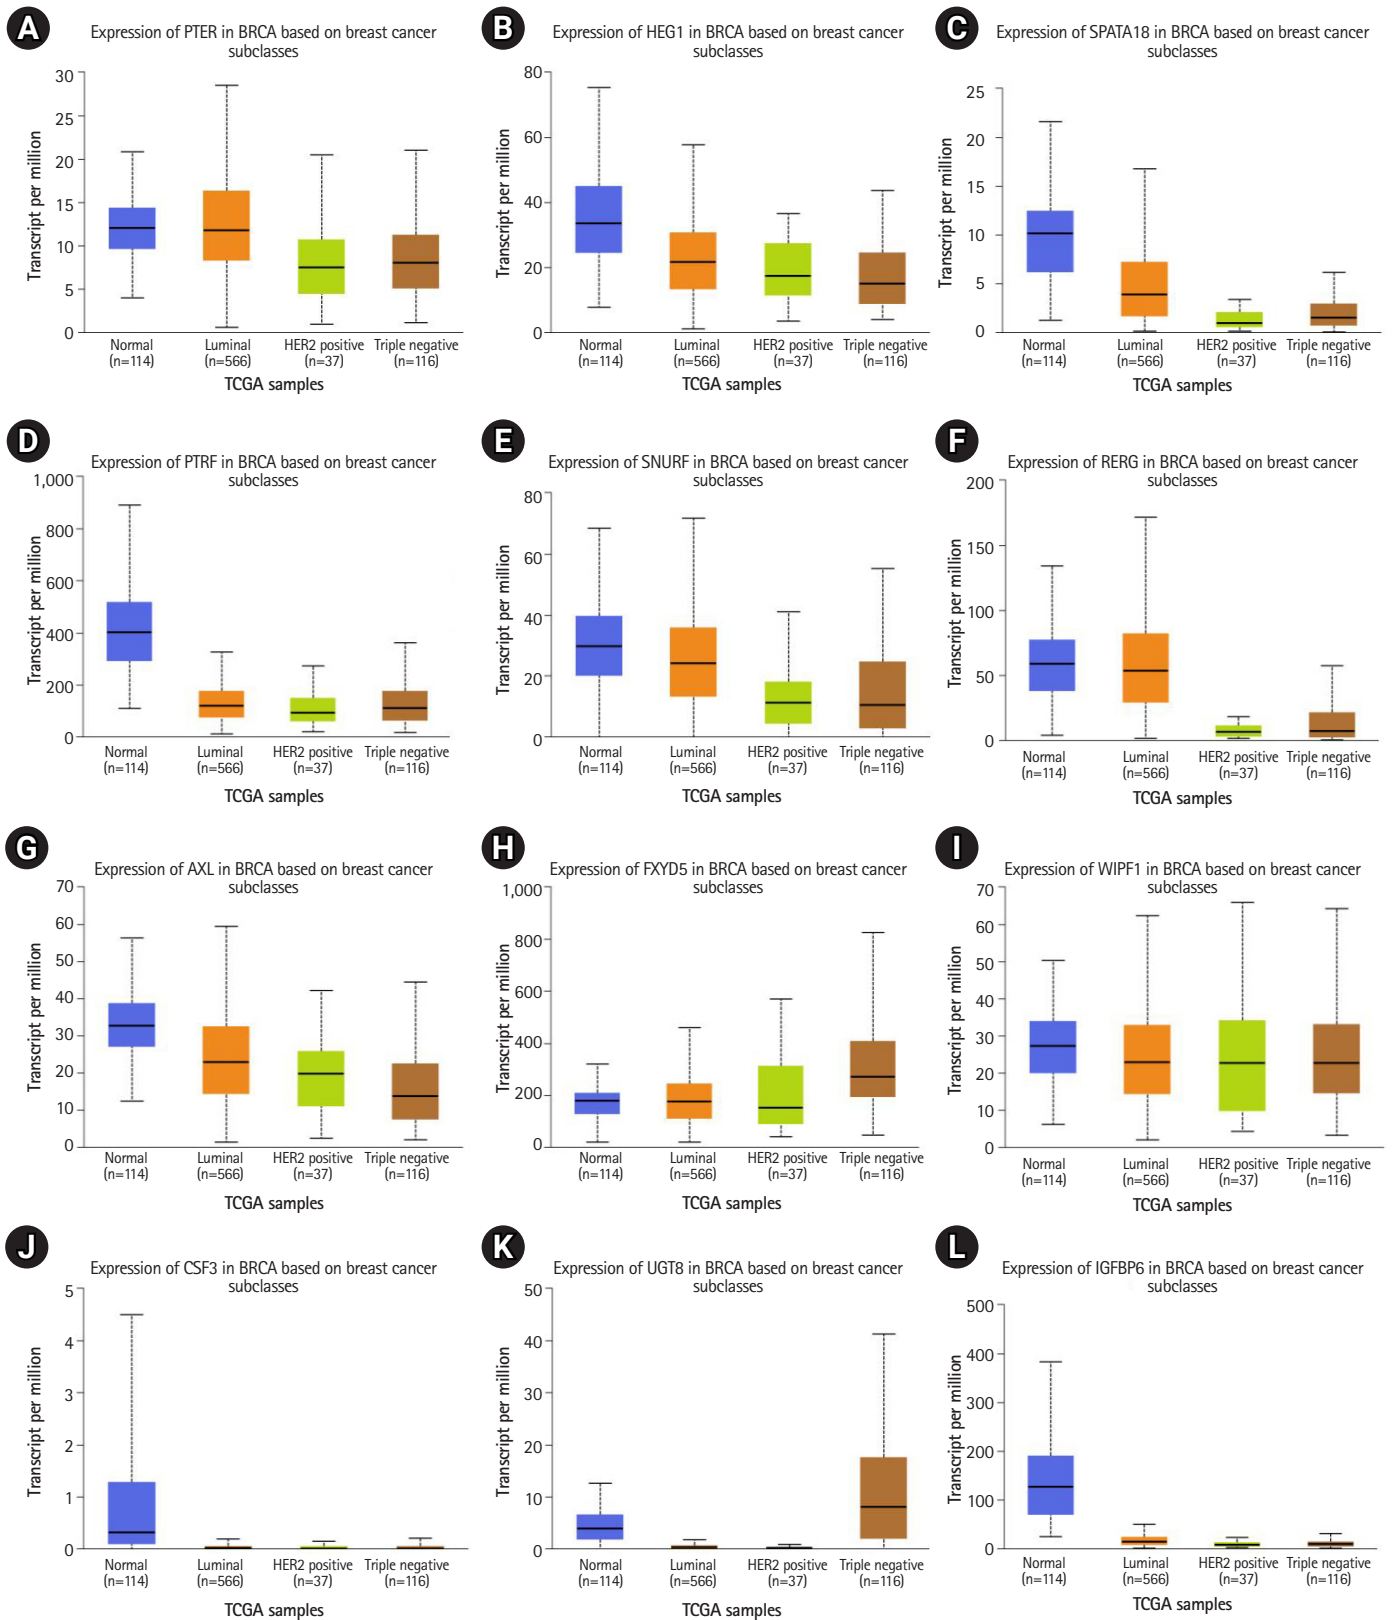 A
Expression of PTER in BRCA based on breast cancer
subclasses
Transcript per million
30
25
20
15
10
5
0
Normal
(n=114)
Luminal
(n=566)
HER2 positive
(n=37)
Triple negative
(n=116)
TCGA samples
B
Expression of HEG1 in BRCA based on breast cancer
subclasses
Transcript per million
80
60
40
20
0
Normal
(n=114)
Luminal
(n=566)
HER2 positive
(n=37)
Triple negative
(n=116)
TCGA samples
C
Expression of SPATA18 in BRCA based on breast cancer
subclasses
Transcript per million
25
20
15
10
5
0
Normal
(n=114)
Luminal
(n=566)
HER2 positive
(n=37)
Triple negative
(n=116)
TCGA samples
D
Expression of PTRF in BRCA based on breast cancer
subclasses
Transcript per million
1,000
800
600
400
200
0
Normal
(n=114)
Luminal
(n=566)
HER2 positive
(n=37)
Triple negative
(n=116)
TCGA samples
E
Expression of SNURF in BRCA based on breast cancer
subclasses
Transcript per million
80
60
40
20
0
Normal
(n=114)
Luminal
(n=566)
HER2 positive
(n=37)
Triple negative
(n=116)
TCGA samples
F
Expression of RERG in BRCA based on breast cancer
subclasses
Transcript per million
200
150
100
50
0
Normal
(n=114)
Luminal
(n=566)
HER2 positive
(n=37)
Triple negative
(n=116)
TCGA samples
G
Expression of AXL in BRCA based on breast cancer
subclasses
Transcript per million
70
60
50
40
30
20
10
0
Normal
(n=114)
Luminal
(n=566)
HER2 positive
(n=37)
Triple negative
(n=116)
TCGA samples
H
Expression of FXYD5 in BRCA based on breast cancer
subclasses
Transcript per million
1,000
800
600
400
200
0
Normal
(n=114)
Luminal
(n=566)
HER2 positive
(n=37)
Triple negative
(n=116)
TCGA samples
I
Expression of WIPF1 in BRCA based on breast cancer
subclasses
Transcript per million
70
60
50
40
30
20
10
0
Normal
(n=114)
Luminal
(n=566)
HER2 positive
(n=37)
Triple negative
(n=116)
TCGA samples
J
Expression of CSF3 in BRCA based on breast cancer
subclasses
Transcript per million
5
4
3
2
1
0
Normal
(n=114)
Luminal
(n=566)
HER2 positive
(n=37)
Triple negative
(n=116)
TCGA samples
K
Expression of UGT8 in BRCA based on breast cancer
subclasses
Transcript per million
50
40
30
20
10
0
Normal
(n=114)
Luminal
(n=566)
HER2 positive
(n=37)
Triple negative
(n=116)
TCGA samples
L
Expression of IGFBP6 in BRCA based on breast cancer
subclasses
Transcript per million
500
400
300
200
100
0
Normal
(n=114)
Luminal
(n=566)
HER2 positive
(n=37)
Triple negative
(n=116)
TCGA samples